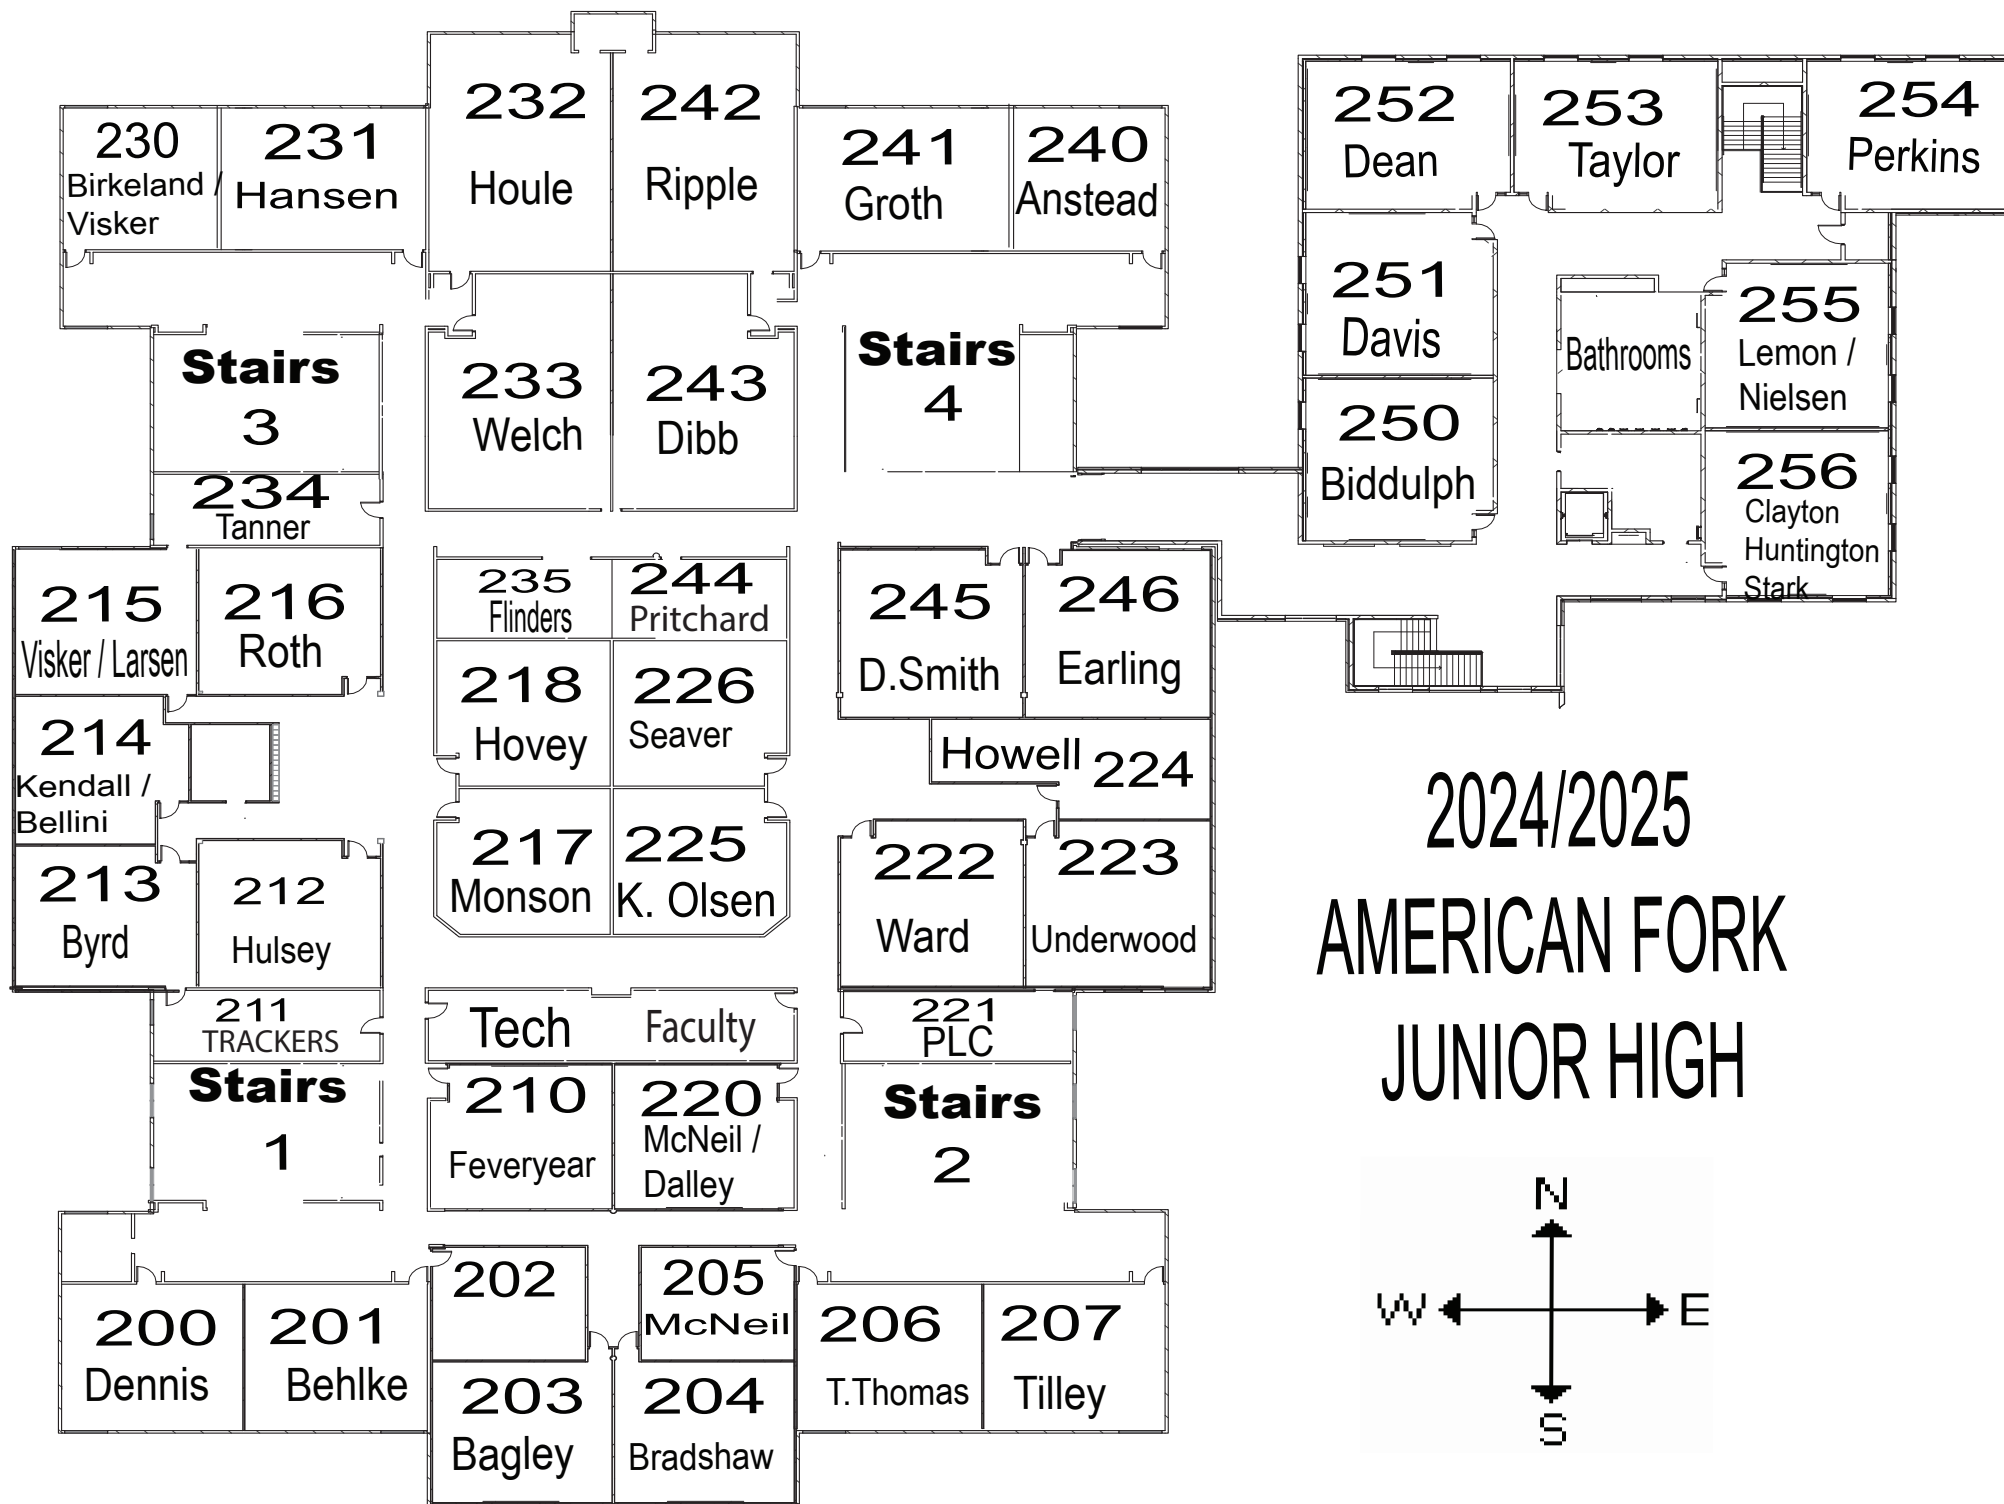 230
Birkeland /
Visker
231
Hansen
232
Houle
242
Ripple
241
Groth
240
Anstead
252
Dean
253
Taylor
254
Perkins
Stairs
3
233
Welch
243
Dibb
Stairs
4
251
Davis
Bathrooms
255
Lemon /
Nielsen
250
Biddulph
256
Clayton
Huntington
Stark
234
Tanner
215
Visker / Larsen
216
Roth
235
Flinders
244
Pritchard
245
D.Smith
246
Earling
218
Hovey
226
Seaver
214
Kendall /
Bellini
Howell
224
213
Byrd
212
Hulsey
217
Monson
225
K. Olsen
222
Ward
223
Underwood
211
TRACKERS
Tech
Faculty
221
PLC
Stairs
1
210
Feveryear
220
McNeil /
Dalley
Stairs
2
200
Dennis
201
Behlke
202
205
McNeil
206
T.Thomas
207
Tilley
203
Bagley
204
Bradshaw
2024/2025
AMERICAN FORK
JUNIOR HIGH
N
W
E
S